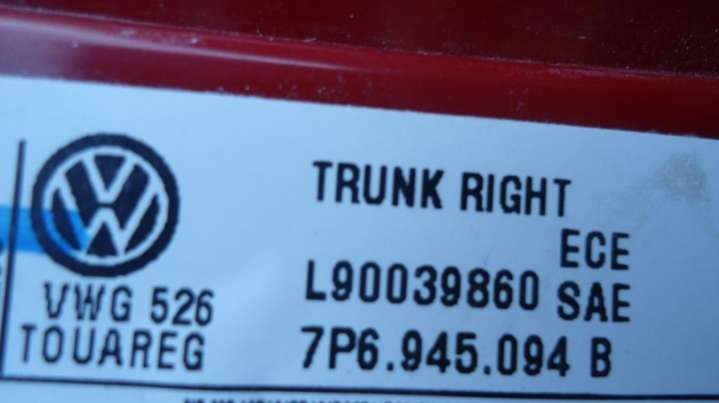 TRUNK RIGHT
ECE
L90039860 SAE
7P6.945.094 B
VWG 526
TOUAREG